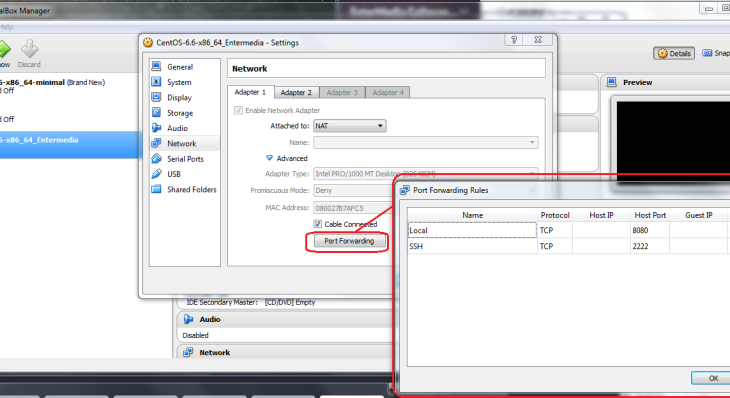 alBox Manager
Help
ow Discard
Details Snap
6-x86_64-minimal (Brand New)
d Off
d Off
6-x86_64_Entermedia
Preview
CentOS-6.6-x86_64_Entermedia - Settings
General
System
Display
Storage
Audio
Network
Serial Ports
USB
Shared Folders
Network
Adapter 1 Adapter 2 Adapter 3 Adapter 4
Enable Network Adapter
Attached to: NAT
Name:
Advanced
Adapter Type: Intel PRO/1000 MT Desktop (82540EM)
Promiscuous Mode: Deny
MAC Address: 080027B7AFC5
Cable Connected
Port Forwarding
Port Forwarding Rules
Name Protocol Host IP Host Port Guest IP
Local TCP 8080
SSH TCP 2222
OK
IDE Secondary Master: [CD/DVD] Empty
Audio
Disabled
Network